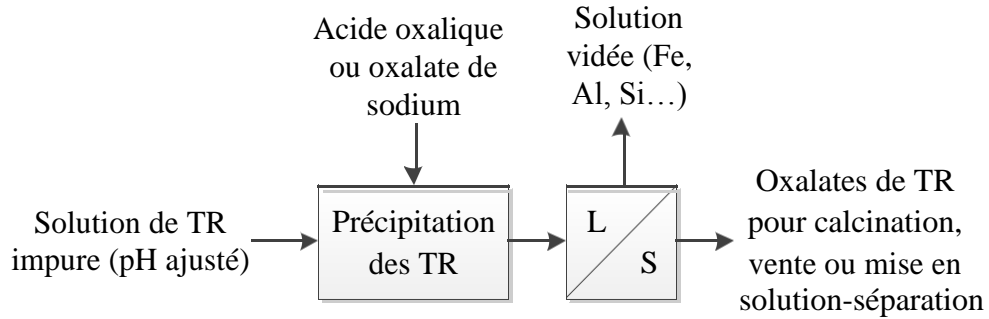 Acide oxalique
ou oxalate de
sodium
Solution
vidée (Fe,
Al, Si…)
Solution de TR
impure (pH ajusté)
Précipitation
des TR
L
S
Oxalates de TR
pour calcination,
vente ou mise en
solution-séparation